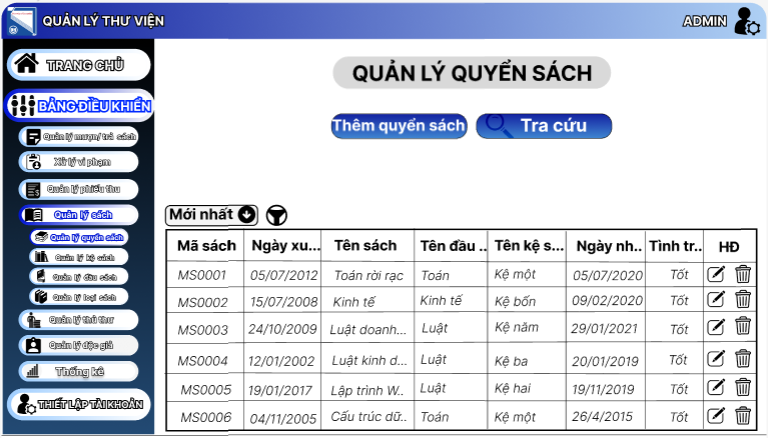 QUẢN LÝ THƯ VIỆN
ADMIN
TRANG CHỦ
BẢNG ĐIỀU KHIỂN
Quản lý mượn/ trả sách
Xử lý vi phạm
Quản lý phiếu thu
Quản lý sách
Quản lý quyển sách
Quản lý kệ sách
Quản lý đầu sách
Quản lý loại sách
Quản lý thủ thư
Quản lý độc giả
Thống kê
THIẾT LẬP TÀI KHOẢN
QUẢN LÝ QUYỂN SÁCH
Thêm quyển sách
Tra cứu
Mới nhất
Mã sách Ngày xu... Tên sách Tên đầu .. Tên kệ s... Ngày nh.. Tình tr.. HĐ
MS0001 05/07/2012 Toán rời rạc Toán Kệ một 05/07/2020 Tốt
MS0002 15/07/2008 Kinh tế Kinh tế Kệ bốn 09/02/2020 Tốt
MS0003 24/10/2009 Luật doanh... Luật Kệ năm 29/01/2021 Tốt
MS0004 12/01/2002 Luật kinh d... Luật Kệ ba 20/01/2019 Tốt
MS0005 19/01/2017 Lập trình W.. Luật Kệ hai 19/11/2019 Tốt
MS0006 04/11/2005 Cấu trúc dữ.. Toán Kệ một 26/4/2015 Tốt